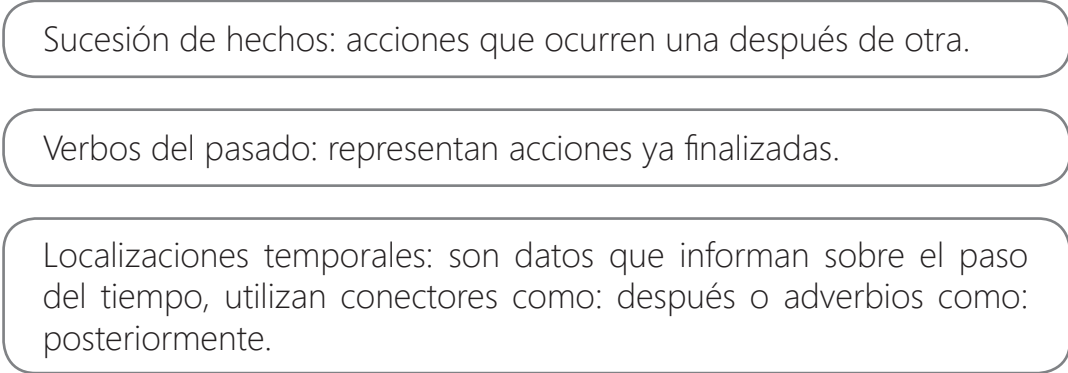 Sucesión de hechos: acciones que ocurren una después de otra.
Verbos del pasado: representan acciones ya finalizadas.
Localizaciones temporales: son datos que informan sobre el paso
del tiempo, utilizan conectores como: después o adverbios como:
posteriormente.